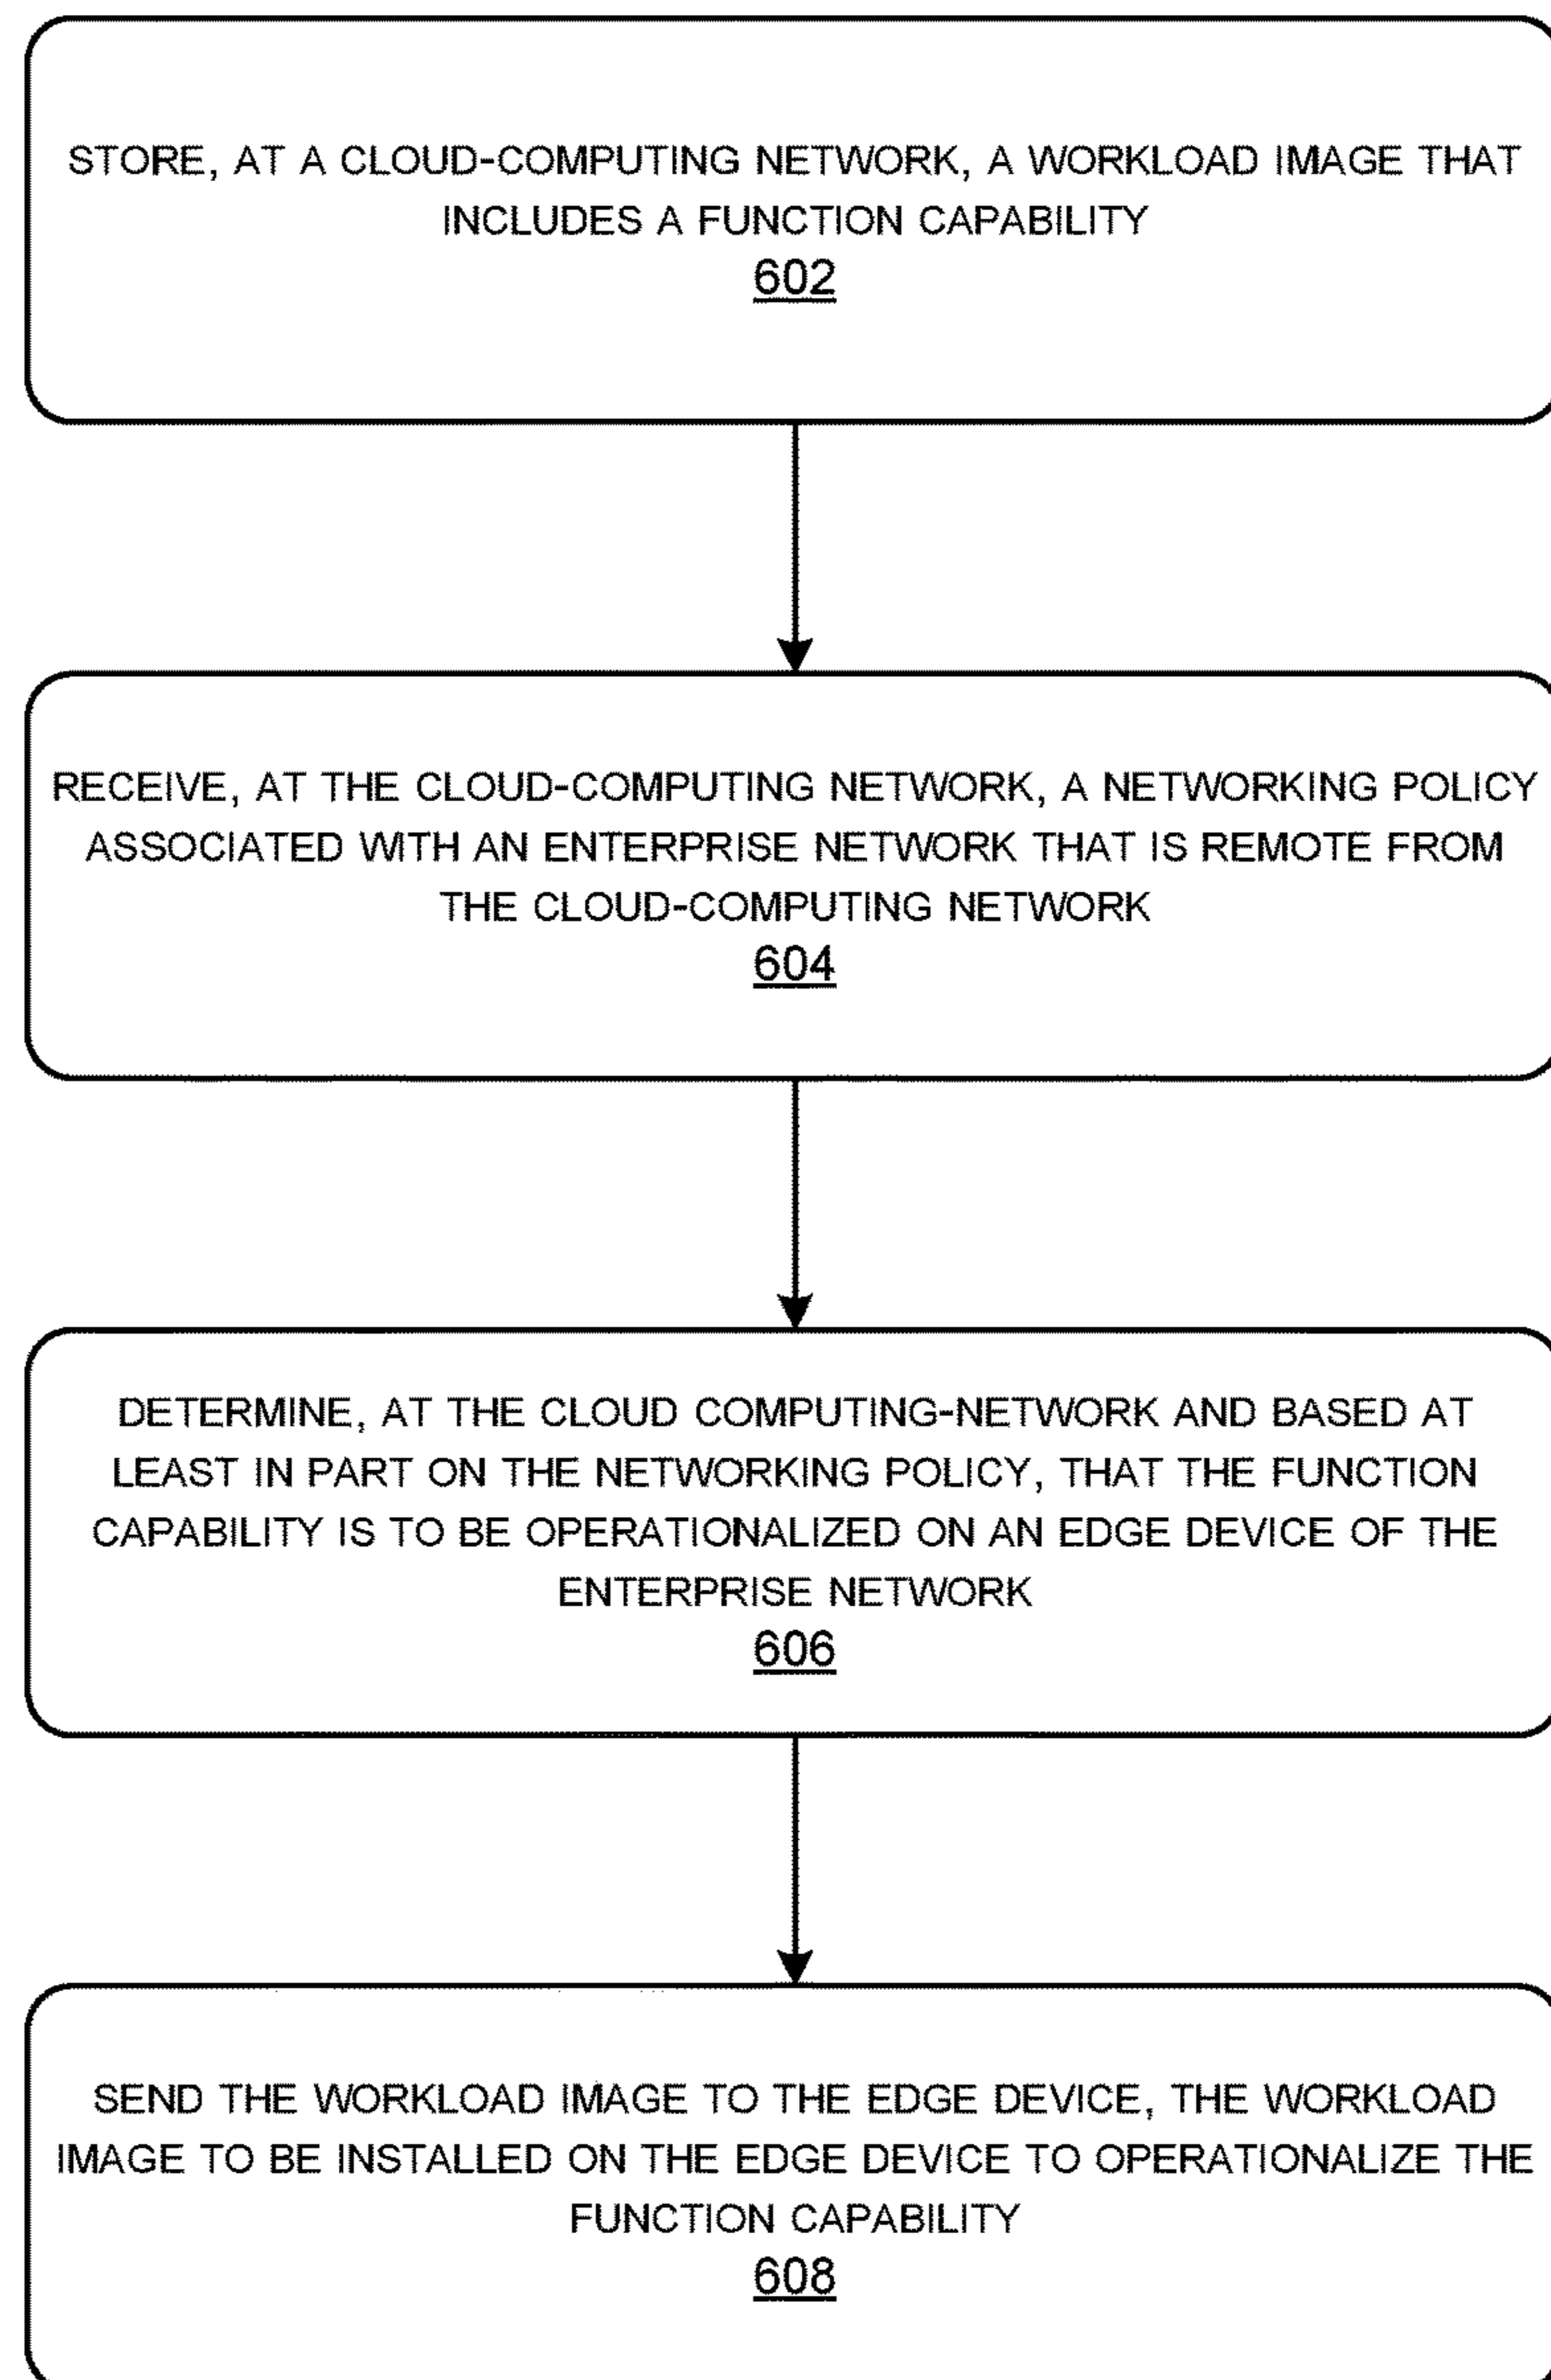 STORE, AT A CLOUD-COMPUTING NETWORK, A WORKLOAD IMAGE THAT
INCLUDES A FUNCTION CAPABILITY
602
RECEIVE, AT THE CLOUD-COMPUTING NETWORK, A NETWORKING POLICY
ASSOCIATED WITH AN ENTERPRISE NETWORK THAT IS REMOTE FROM
THE CLOUD-COMPUTING NETWORK
604
DETERMINE, AT THE CLOUD COMPUTING-NETWORK AND BASED AT
LEAST IN PART ON THE NETWORKING POLICY, THAT THE FUNCTION
CAPABILITY IS TO BE OPERATIONALIZED ON AN EDGE DEVICE OF THE
ENTERPRISE NETWORK
606
SEND THE WORKLOAD IMAGE TO THE EDGE DEVICE, THE WORKLOAD
IMAGE TO BE INSTALLED ON THE EDGE DEVICE TO OPERATIONALIZE THE
FUNCTION CAPABILITY
608